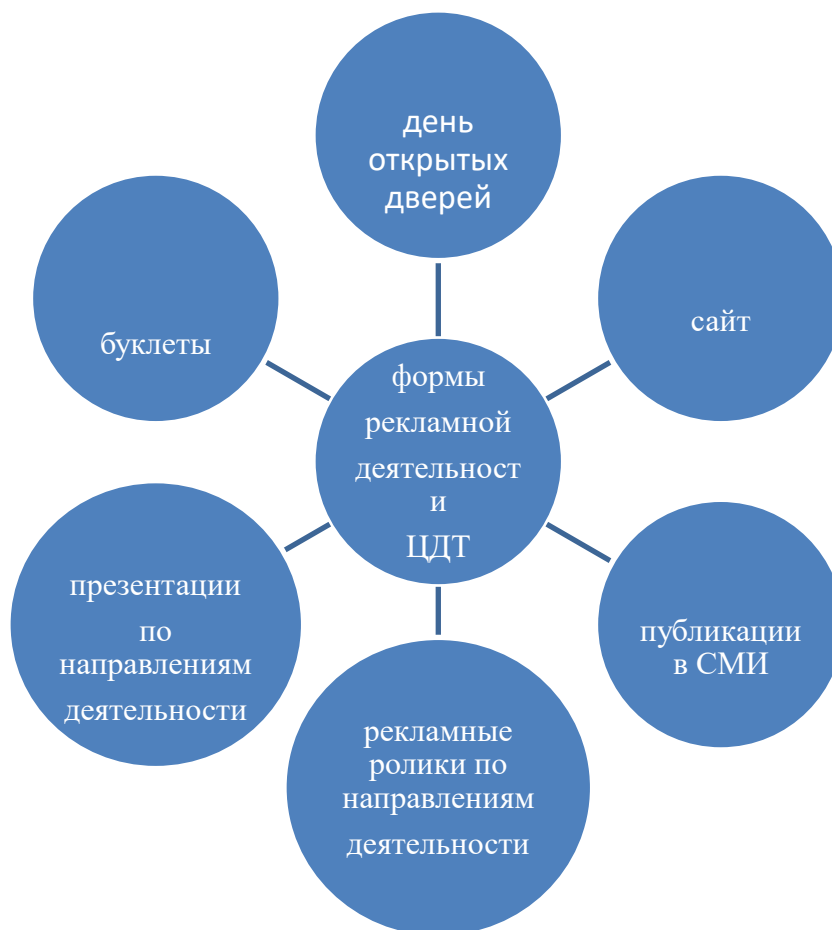 день
открытых
дверей
сайт
буклеты
формы
рекламной
деятельност
и
ЦДТ
презентации
по
направлениям
деятельности
публикации
в СМИ
рекламные
ролики по
направлениям
деятельности